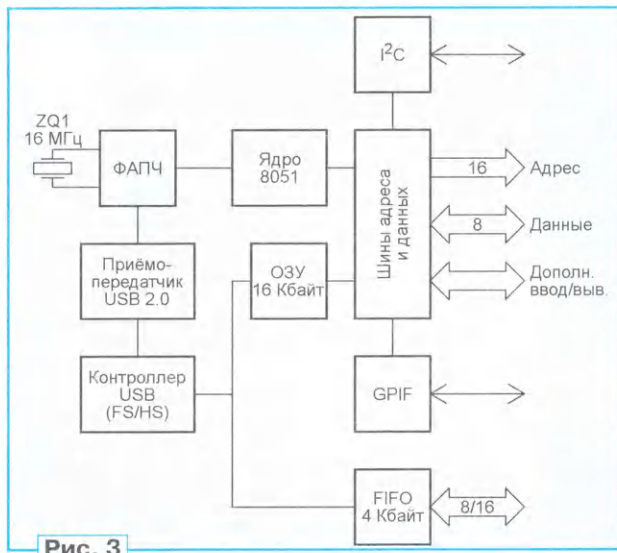 I²C
ZQ1
16 МГц
ФАПЧ
Ядро
8051
Шины адреса
и данных
16
Адрес
8
Данные
Приёмо-
передатчик
USB 2.0
ОЗУ
16 Кбайт
Дополн.
ввод/выв.
Контроллер
USB
(FS/HS)
GPIF
FIFO
4 Кбайт
8/16
Рис. 3